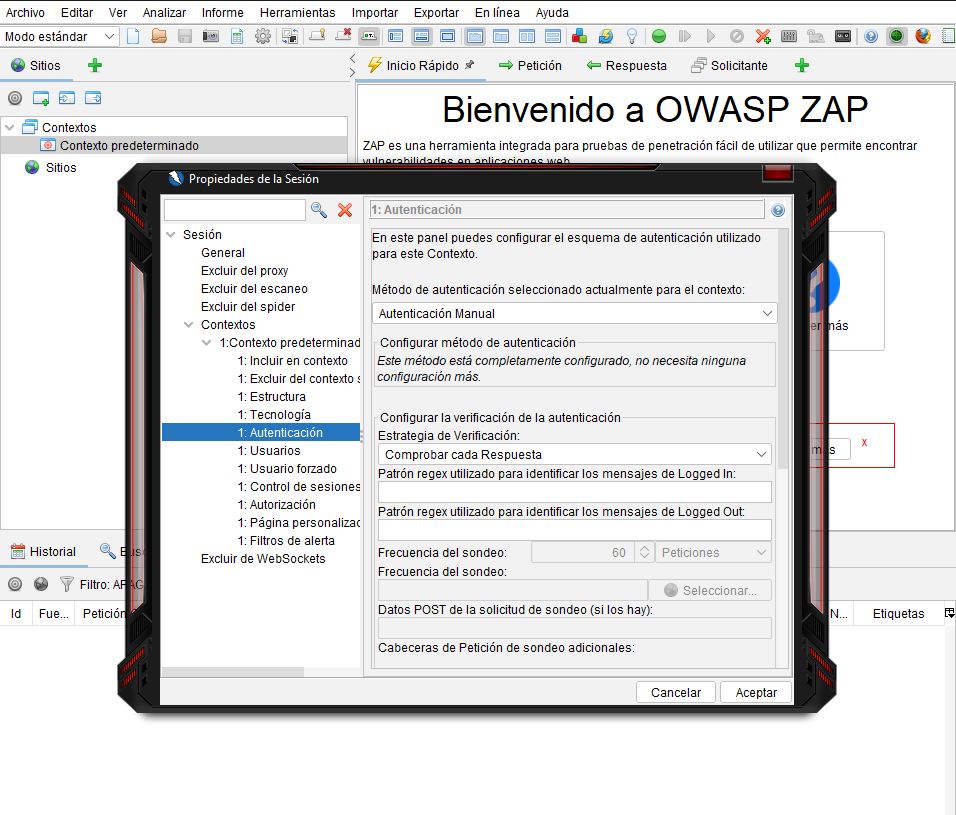 Archivo Editar Ver Analizar Informe Herramientas Importar Exportar En línea Ayuda
Modo estándar
Sitios
Inicio Rápido Petición Respuesta Solicitante
Contextos
Contexto predeterminado
Sitios
Bienvenido a OWASP ZAP
ZAP es una herramienta integrada para pruebas de penetración fácil de utilizar que permite encontrar
vulnerabilidades en aplicaciones web.
Propiedades de la Sesión
Sesión
General
Excluir del proxy
Excluir del escaneo
Excluir del spider
Contextos
1:Contexto predeterminad
1: Incluir en contexto
1: Excluir del contexto s
1: Estructura
1: Tecnología
1: Autenticación
1: Usuarios
1: Usuario forzado
1: Control de sesiones
1: Autorización
1: Página personalizac
1: Filtros de alerta
Excluir de WebSockets
1: Autenticación
En este panel puedes configurar el esquema de autenticación utilizado
para este Contexto.
Método de autenticación seleccionado actualmente para el contexto:
Autenticación Manual
Configurar método de autenticación
Este método está completamente configurado, no necesita ninguna
configuración más.
Configurar la verificación de la autenticación
Estrategia de Verificación:
Comprobar cada Respuesta
Patrón regex utilizado para identificar los mensajes de Logged In:
Patrón regex utilizado para identificar los mensajes de Logged Out:
Frecuencia del sondeo: 60 Peticiones
Frecuencia del sondeo:
Seleccionar...
Datos POST de la solicitud de sondeo (si los hay):
Cabeceras de Petición de sondeo adicionales:
Cancelar Aceptar
er más
más x
Historial Bus
Filtro: APAG
Id Fue... Petición N... Etiquetas